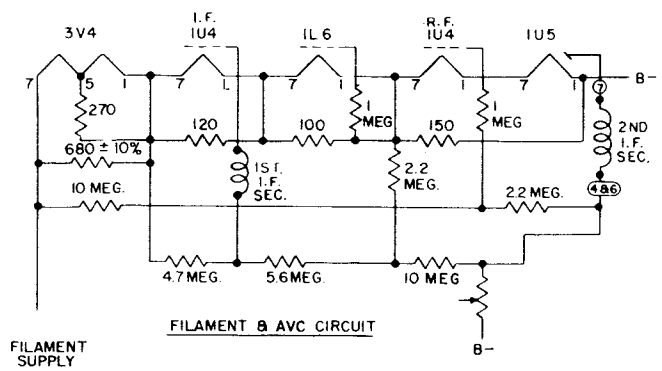 I.F.
R.F.
3V4
1U4
1L6
1U4
1U5
7
5
1
7
1
7
1
7
1
7
1
7
B-
270
120
100
1
MEG
150
1
MEG
2ND
I.F.
SEC.
680 ± 10%
1ST.
I.F.
SEC.
2.2
MEG.
4&6
10 MEG.
2.2 MEG.
4.7 MEG.
5.6 MEG.
10 MEG
FILAMENT & AVC CIRCUIT
B-
FILAMENT
SUPPLY